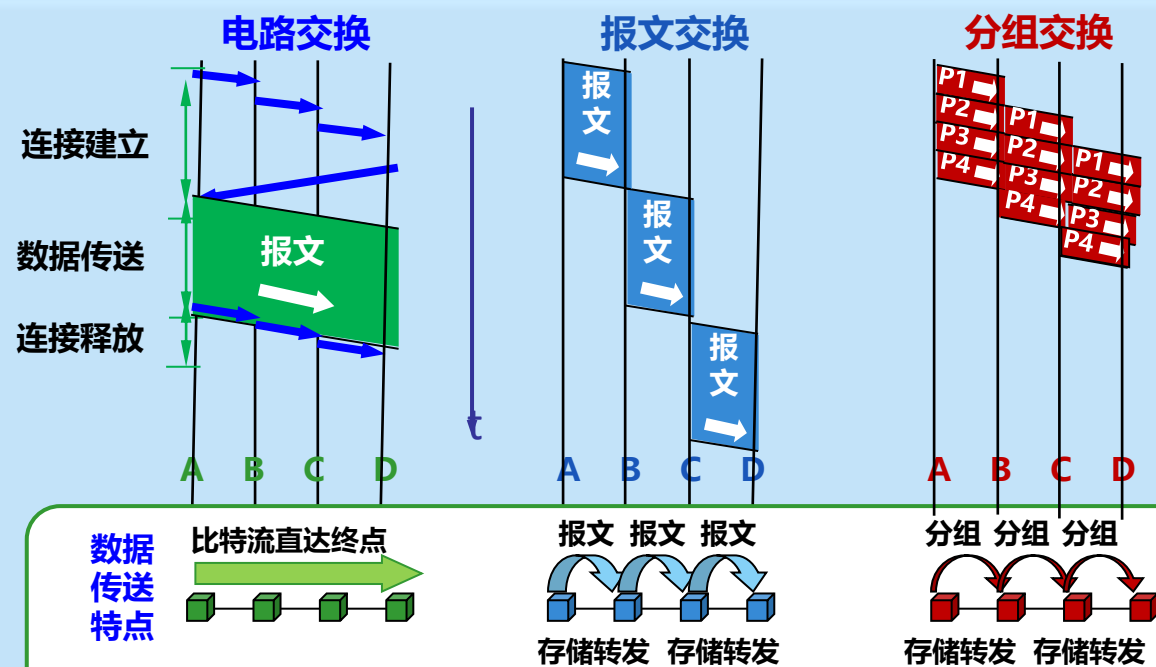 电路交换
报文交换
分组交换
连接建立
数据传送
连接释放
报文
t
报
文
报
文
报
文
P1
P2
P3
P4
P1
P2
P3
P4
P1
P2
P3
P4
A B C D
A B C D
A B C D
数据
传送
特点
比特流直达终点
报文 报文 报文
存储转发 存储转发
分组 分组 分组
存储转发 存储转发